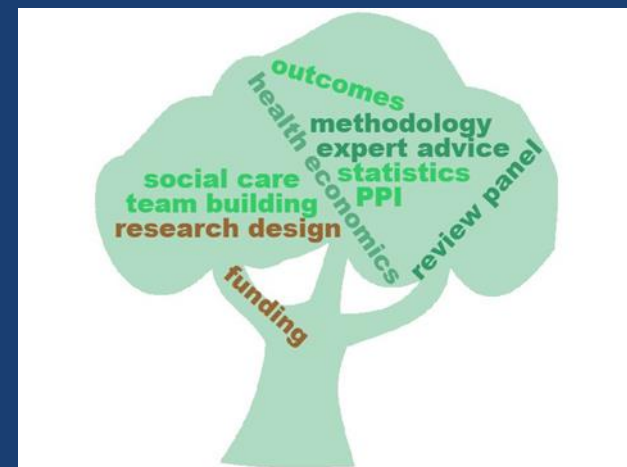 outcomes
health economics
methodology
expert advice
statistics
PPI
social care
team building
research design
review panel
funding